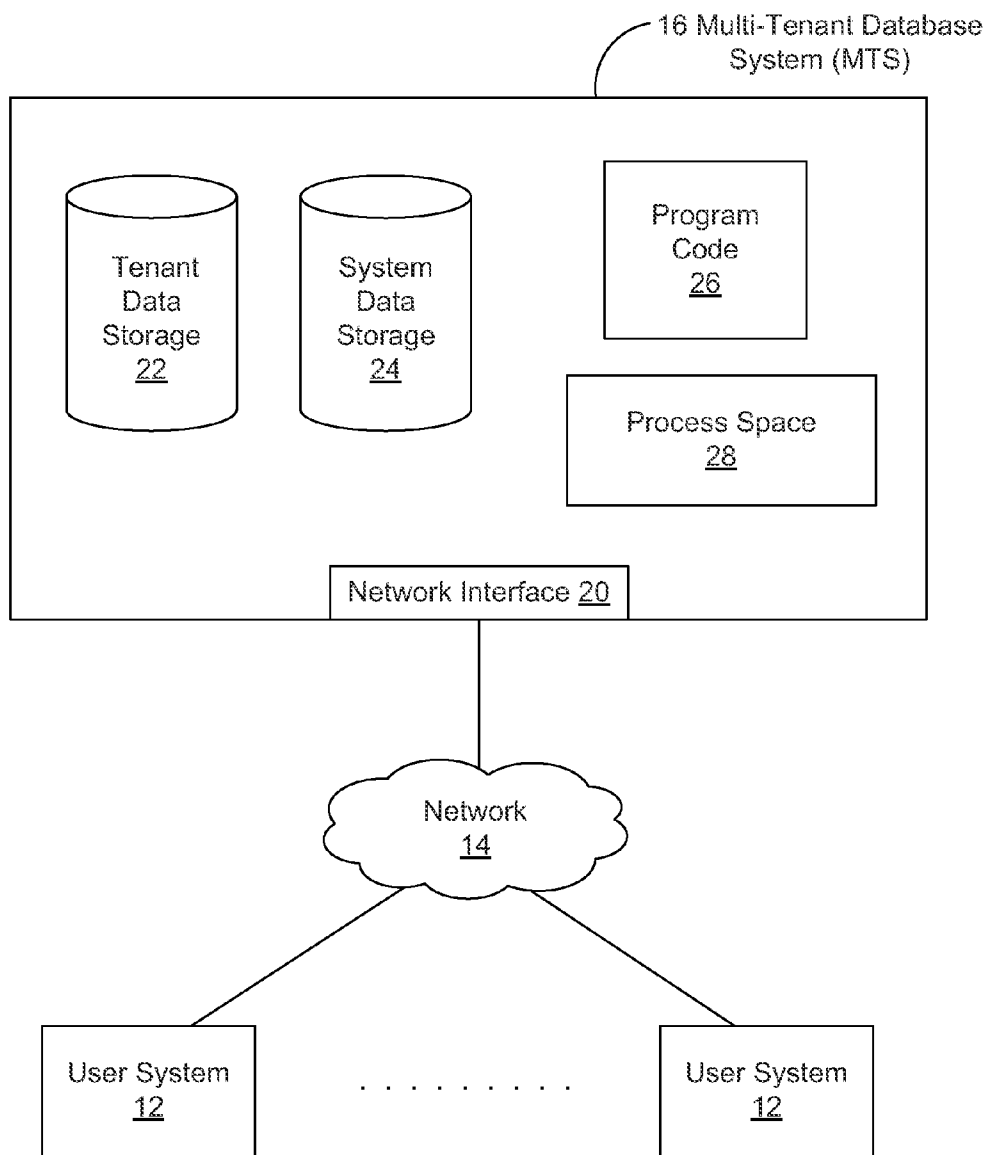 16 Multi-Tenant Database
System (MTS)
Tenant
Data
Storage
22
System
Data
Storage
24
Program
Code
26
Process Space
28
Network Interface 20
Network
14
User System
12
. . . . . . . . .
User System
12